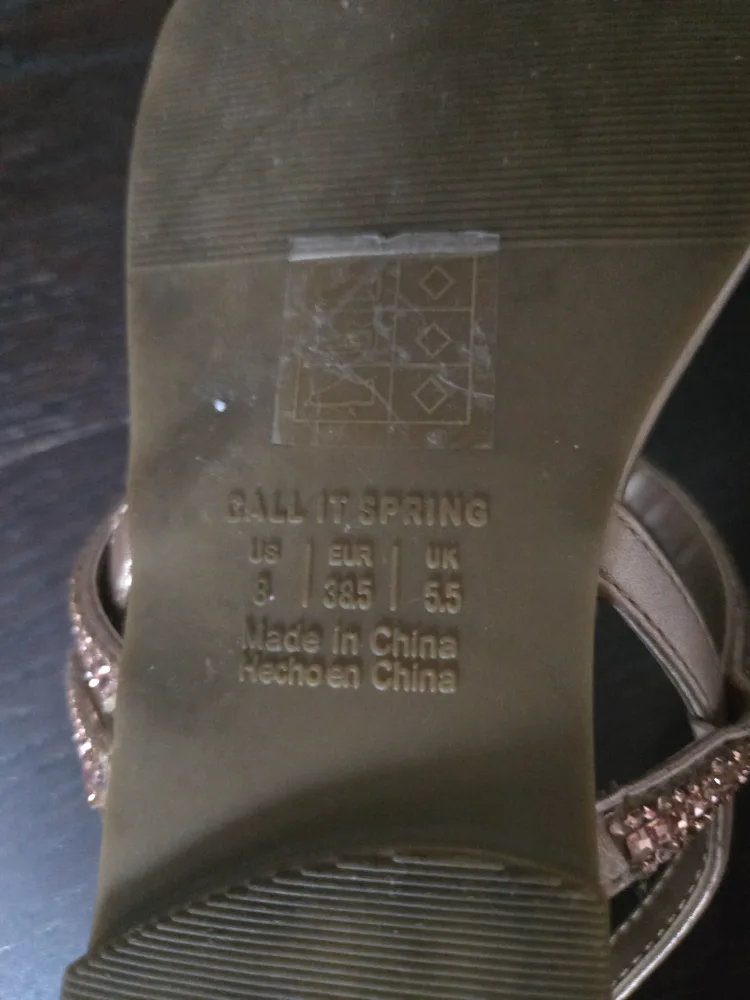 CALL IT SPRING
US | EUR | UK
8 | 38.5 | 5.5
Made in China
Hecho en China